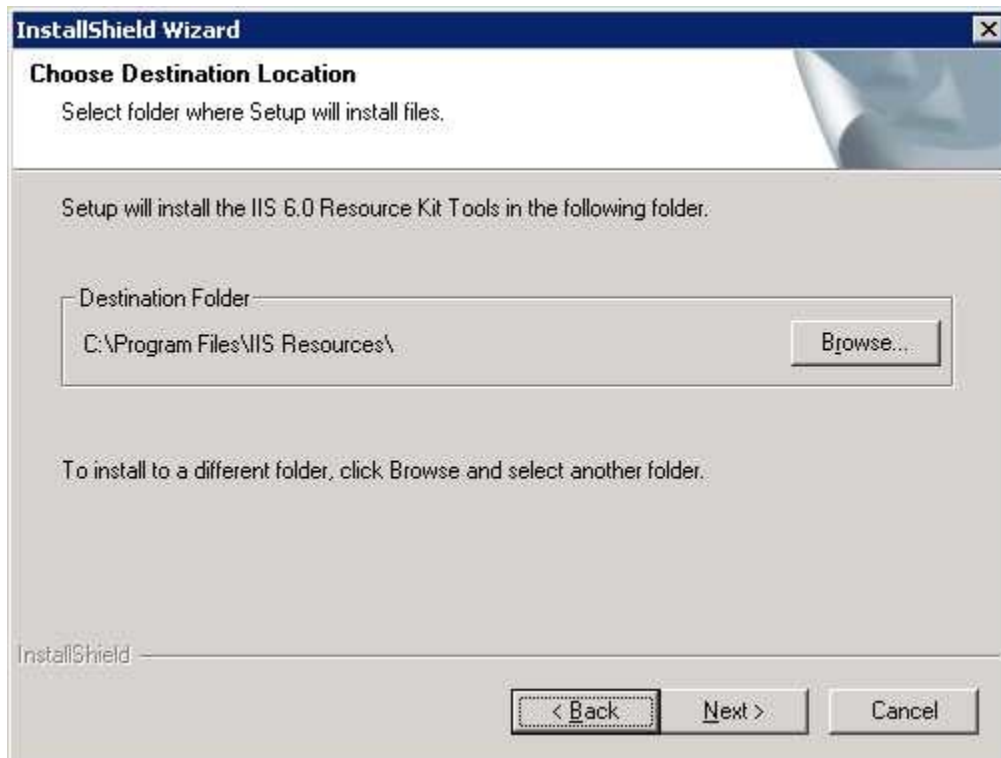 InstallShield Wizard
Choose Destination Location
Select folder where Setup will install files.
Setup will install the IIS 6.0 Resource Kit Tools in the following folder.
Destination Folder
C:\Program Files\IIS Resources\
Browse...
To install to a different folder, click Browse and select another folder.
InstallShield
< Back
Next >
Cancel